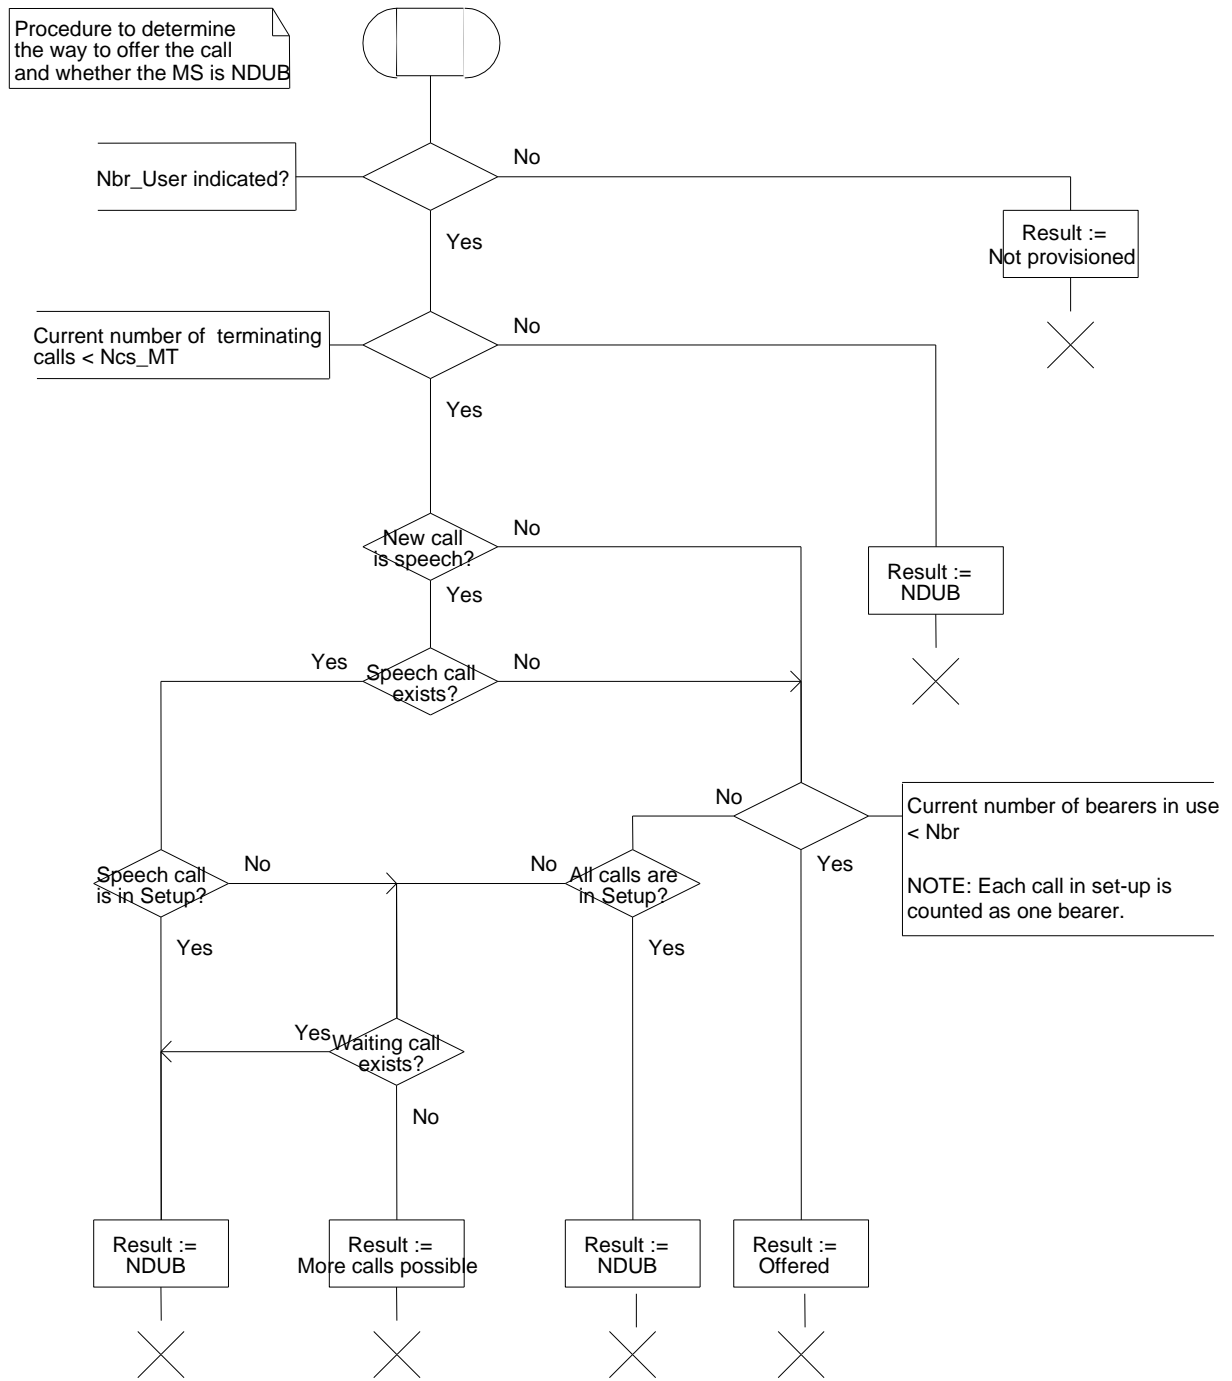 Procedure to determine
the way to offer the call
and whether the MS is NDUB
Nbr_User indicated?
No
Yes
Result :=
Not provisioned
Current number of terminating
calls < Ncs_MT
No
Yes
New call
is speech?
No
Yes
Result :=
NDUB
Yes
Speech call
exists?
No
No
Current number of bearers in use
< Nbr
NOTE: Each call in set-up is
counted as one bearer.
Yes
Speech call
is in Setup?
No
No
All calls are
in Setup?
Yes
Yes
Yes
Waiting call
exists?
No
Result :=
NDUB
Result :=
More calls possible
Result :=
NDUB
Result :=
Offered